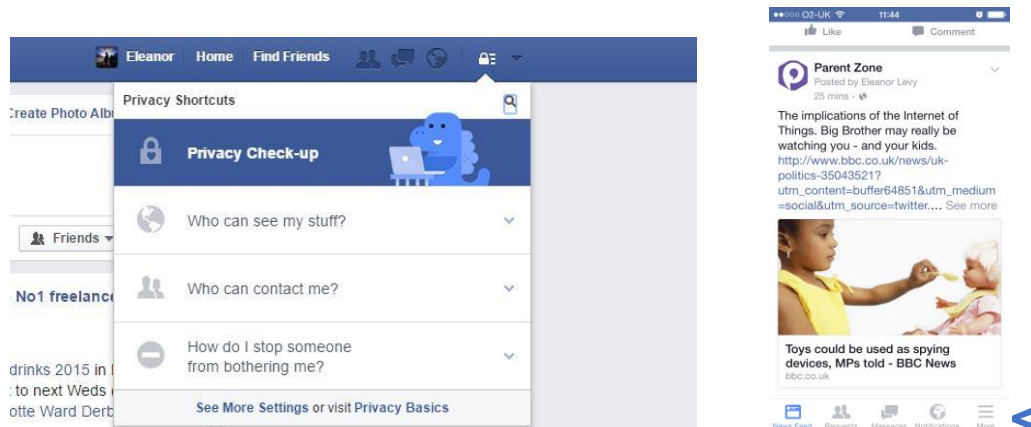 Eleanor Home Find Friends
Create Photo Alb
Privacy Shortcuts
Privacy Check-up
Who can see my stuff?
Friends
Who can contact me?
No1 freelance
How do I stop someone
from bothering me?
drinks 2015 in
to next Weds
otte Ward Derb
See More Settings or visit Privacy Basics
O2-UK 11:44
Like Comment
Parent Zone
Posted by Eleanor Levy
25 mins ·
The implications of the Internet of
Things. Big Brother may really be
watching you - and your kids.
http://www.bbc.co.uk/news/uk-
politics-35043521?
utm_content=buffer64851&utm_medium
=social&utm_source=twitter.... See more
Toys could be used as spying
devices, MPs told - BBC News
bbc.co.uk
News Feed Requests Messages Notifications More